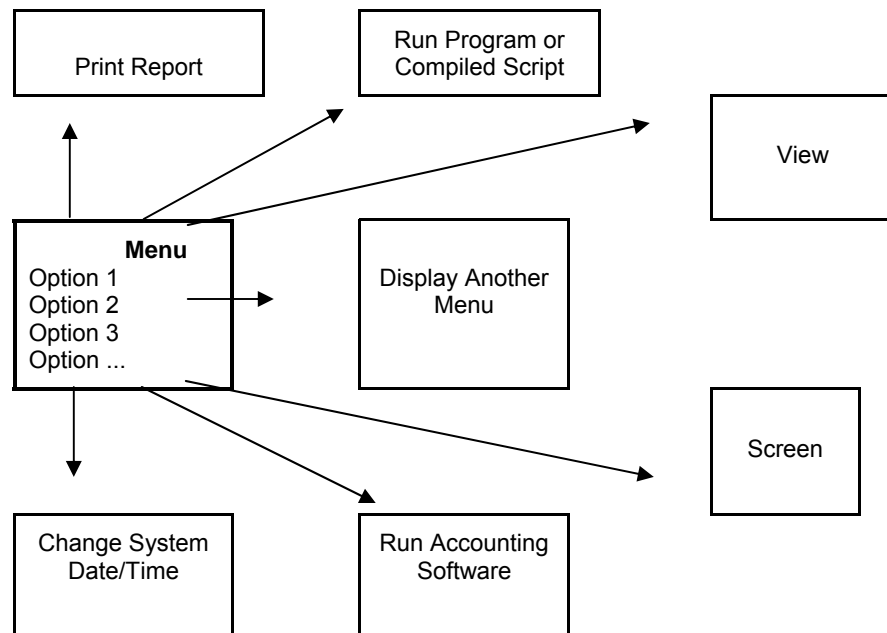 Print Report
Run Program or
Compiled Script
View
Menu
Option 1
Option 2
Option 3
Option ...
Display Another
Menu
Screen
Change System
Date/Time
Run Accounting
Software